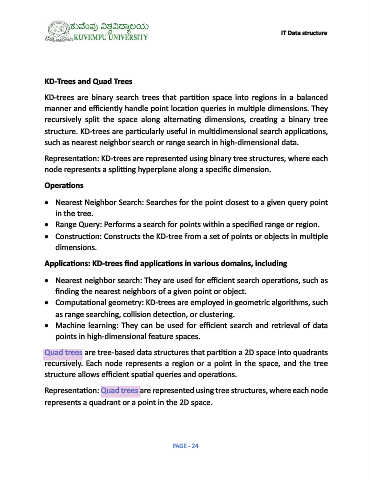 ಕುವೆಂಪು ವಿಶ್ವವಿದ್ಯಾಲಯ
KUVEMPU UNIVERSITY
IT Data structure
KD-Trees and Quad Trees
KD-trees are binary search trees that partition space into regions in a balanced
manner and efficiently handle point location queries in multiple dimensions. They
recursively split the space along alternating dimensions, creating a binary tree
structure. KD-trees are particularly useful in multidimensional search applications,
such as nearest neighbor search or range search in high-dimensional data.
Representation: KD-trees are represented using binary tree structures, where each
node represents a splitting hyperplane along a specific dimension.
Operations
• Nearest Neighbor Search: Searches for the point closest to a given query point
in the tree.
• Range Query: Performs a search for points within a specified range or region.
• Construction: Constructs the KD-tree from a set of points or objects in multiple
dimensions.
Applications: KD-trees find applications in various domains, including
• Nearest neighbor search: They are used for efficient search operations, such as
finding the nearest neighbors of a given point or object.
• Computational geometry: KD-trees are employed in geometric algorithms, such
as range searching, collision detection, or clustering.
• Machine learning: They can be used for efficient search and retrieval of data
points in high-dimensional feature spaces.
Quad trees are tree-based data structures that partition a 2D space into quadrants
recursively. Each node represents a region or a point in the space, and the tree
structure allows efficient spatial queries and operations.
Representation: Quad trees are represented using tree structures, where each node
represents a quadrant or a point in the 2D space.
PAGE - 24